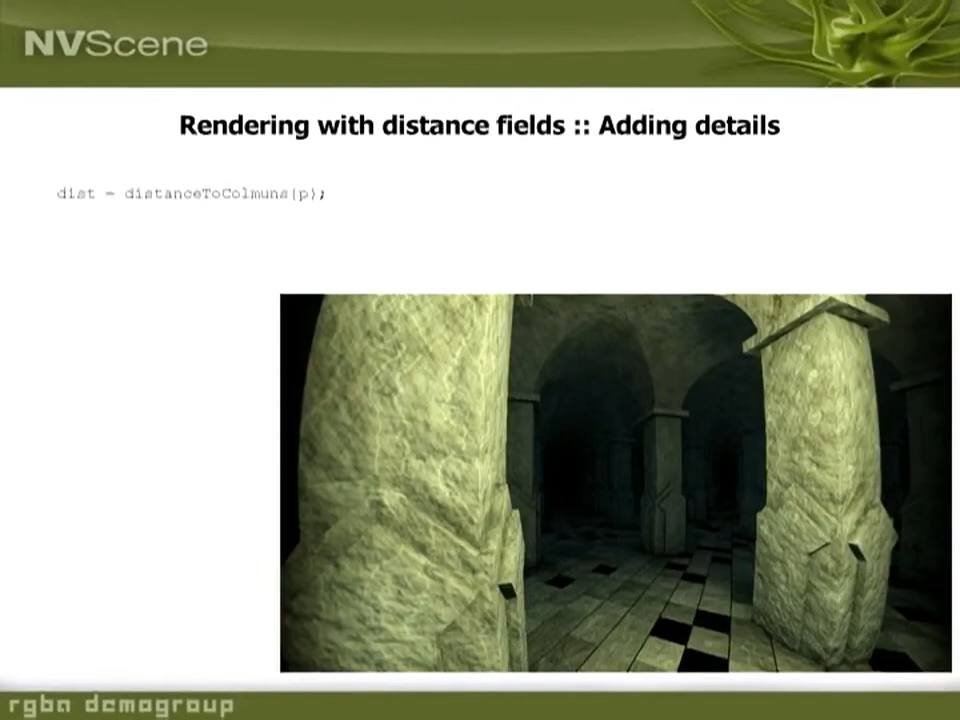 NVScene
Rendering with distance fields :: Adding details
dist = distanceToColmuns(p);
rgba demogroup